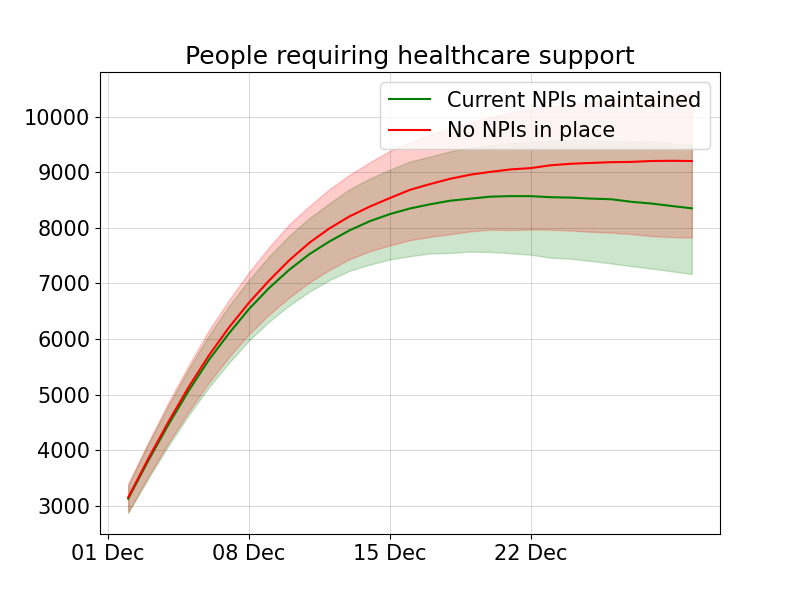 People requiring healthcare support
Current NPIs maintained
No NPIs in place
10000
9000
8000
7000
6000
5000
4000
3000
01 Dec
08 Dec
15 Dec
22 Dec